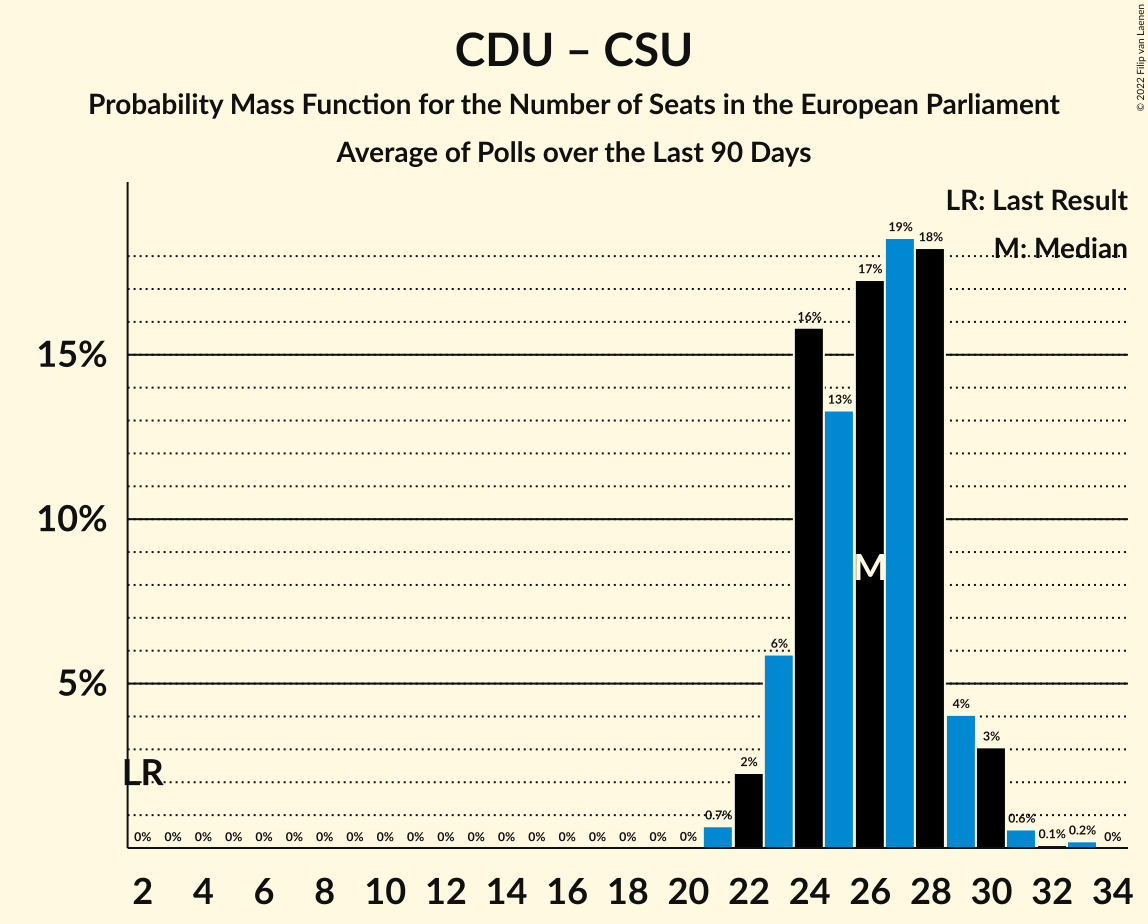 CDU – CSU
Probability Mass Function for the Number of Seats in the European Parliament
Average of Polls over the Last 90 Days
© 2022 Filip van Laenen
LR: Last Result
M: Median
19%
18%
17%
16%
15%
13%
10%
M
6%
5%
4%
3%
LR
2%
0% 0% 0% 0% 0% 0% 0% 0% 0% 0% 0% 0% 0% 0% 0% 0% 0% 0% 0% 0.7% 0.6% 0.1% 0.2% 0%
2 4 6 8 10 12 14 16 18 20 22 24 26 28 30 32 34